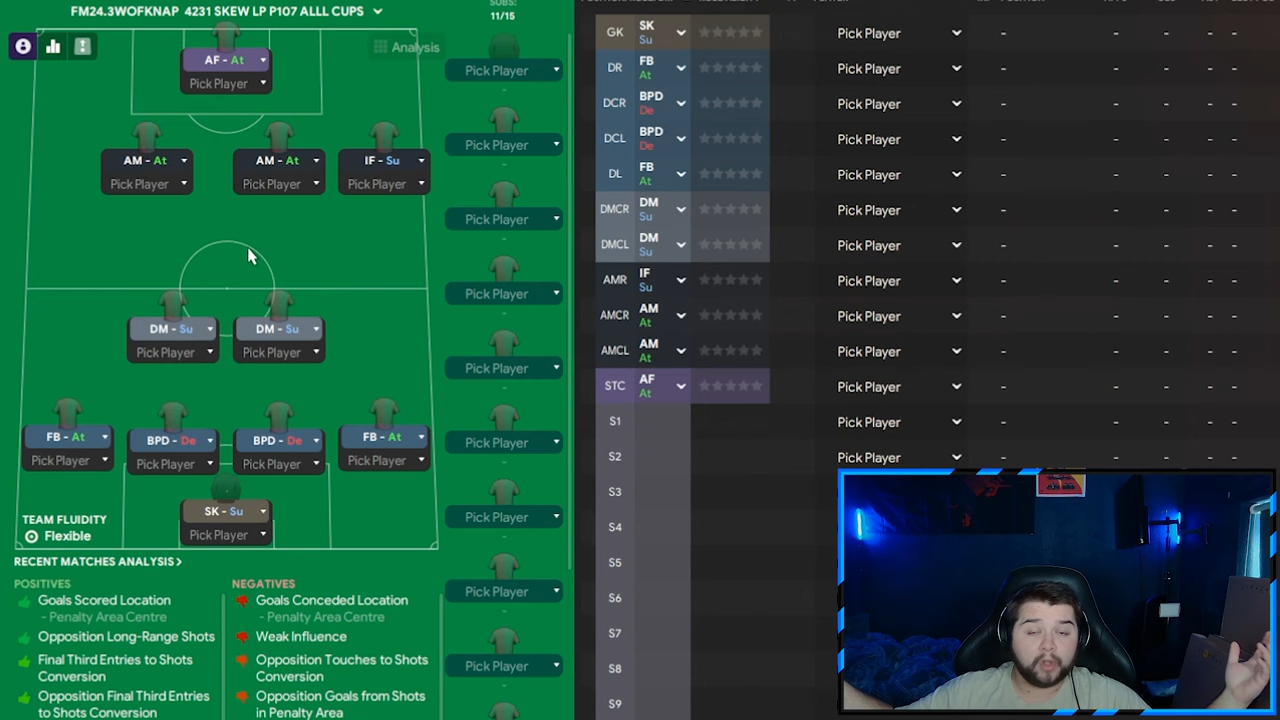 FM24.3WOFKNAP 4231 SKEW LP P107 ALLL CUPS
SUBS:
11/15
Analysis
AF - At
Pick Player
AM - At
Pick Player
AM - At
Pick Player
IF - Su
Pick Player
DM - Su
Pick Player
DM - Su
Pick Player
FB - At
Pick Player
BPD - De
Pick Player
BPD - De
Pick Player
FB - At
Pick Player
SK - Su
Pick Player
TEAM FLUIDITY
Flexible
RECENT MATCHES ANALYSIS >
POSITIVES
Goals Scored Location
- Penalty Area Centre
Opposition Long-Range Shots
Final Third Entries to Shots
Conversion
Opposition Final Third Entries
to Shots Conversion
NEGATIVES
Goals Conceded Location
- Penalty Area Centre
Weak Influence
Opposition Touches to Shots
Conversion
Opposition Goals from Shots
in Penalty Area
Pick Player
-
Pick Player
-
Pick Player
-
Pick Player
-
Pick Player
-
Pick Player
-
Pick Player
-
Pick Player
-
Pick Player
-
GK SK Su Pick Player - - - - -
DR FB At Pick Player - - - - -
DCR BPD De Pick Player - - - - -
DCL BPD De Pick Player - - - - -
DL FB At Pick Player - - - - -
DMCR DM Su Pick Player - - - - -
DMCL DM Su Pick Player - - - - -
AMR IF Su Pick Player - - - - -
AMCR AM At Pick Player - - - - -
AMCL AM At Pick Player - - - - -
STC AF At Pick Player - - - - -
S1 Pick Player - - - - -
S2 Pick Player - - - - -
S3
S4
S5
S6
S7
S8
S9